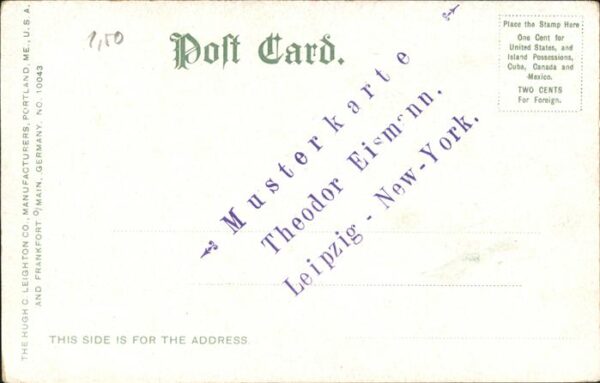 1,50
Post Card.
Place the Stamp Here
One Cent for
United States, and
Island Possessions,
Cuba, Canada and
Mexico.
TWO CENTS
For Foreign.
Musterkarte
Theodor Eismann.
Leipzig - New-York.
THIS SIDE IS FOR THE ADDRESS.
THE HUGH C. LEIGHTON CO., MANUFACTURERS, PORTLAND, ME., U.S.A.
AND FRANKFORT O/MAIN, GERMANY, NO. 10043